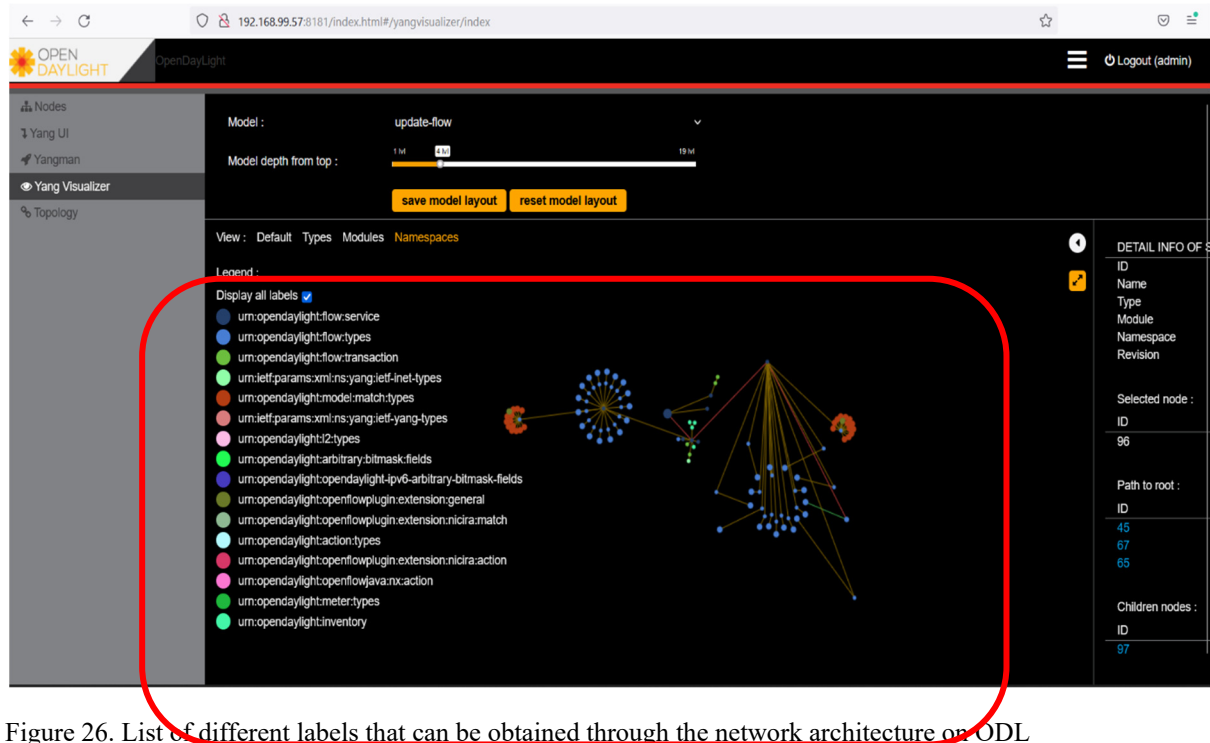 192.168.99.57:8181/index.html#/yangvisualizer/index
OPEN
DAYLIGHT
OpenDayLight
Logout (admin)
Nodes
Yang UI
Yangman
Yang Visualizer
Topology
Model :
update-flow
Model depth from top :
1 lvl
4 lvl
19 lvl
save model layout
reset model layout
View : Default Types Modules Namespaces
Legend :
Display all labels
urn:opendaylight:flow:service
urn:opendaylight:flow:types
urn:opendaylight:flow:transaction
urn:ietf:params:xml:ns:yang:ietf-inet-types
urn:opendaylight:model:match:types
urn:ietf:params:xml:ns:yang:ietf-yang-types
urn:opendaylight:l2:types
urn:opendaylight:arbitrary:bitmask:fields
urn:opendaylight:opendaylight-ipv6-arbitrary-bitmask-fields
urn:opendaylight:openflowplugin:extension:general
urn:opendaylight:openflowplugin:extension:nicira:match
urn:opendaylight:action:types
urn:opendaylight:openflowplugin:extension:nicira:action
urn:opendaylight:openflowjava:nx:action
urn:opendaylight:meter:types
urn:opendaylight:inventory
DETAIL INFO OF
ID
Name
Type
Module
Namespace
Revision
Selected node :
ID
96
Path to root :
ID
45
67
65
Children nodes :
ID
97
Figure 26. List of different labels that can be obtained through the network architecture on ODL